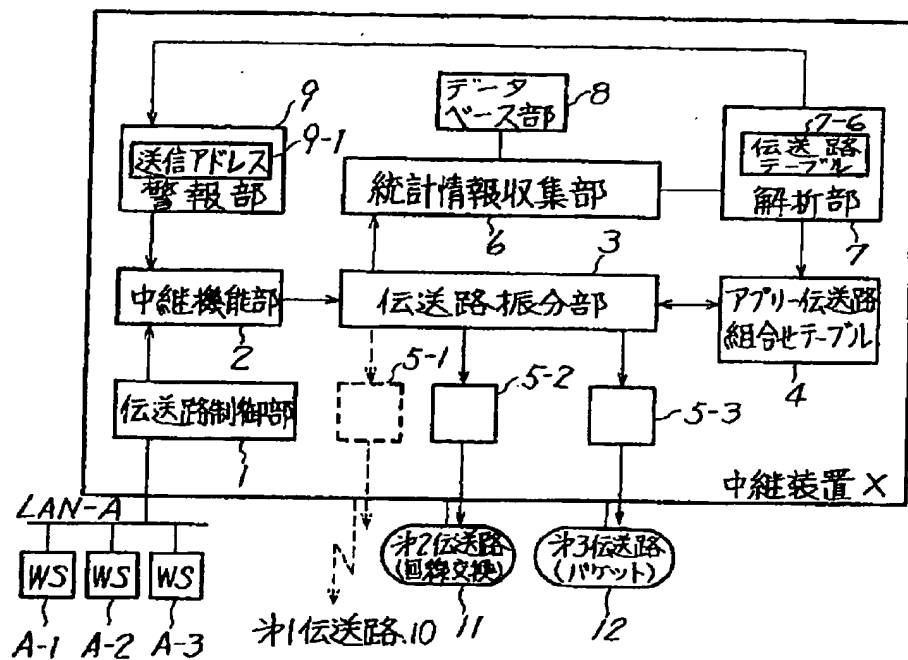 データ
ベース部
8
9
9-1
送信アドレス
警報部
7-6
伝送路
テーブル
解析部
7
統計情報収集部
6
3
中継機能部
2
伝送路振分部
アプリー伝送路
組合せテーブル
4
5-1
5-2
5-3
伝送路制御部
1
中継装置X
LAN-A
WS
WS
WS
A-1
A-2
A-3
第1伝送路10
第2伝送路
(回線交換)
11
第3伝送路
(パケット)
12